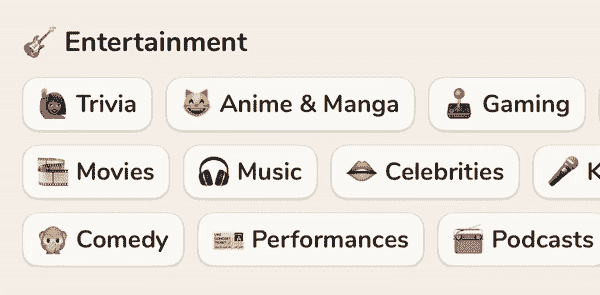 Entertainment
Trivia Anime & Manga Gaming
Movies Music Celebrities K
Comedy Performances Podcasts